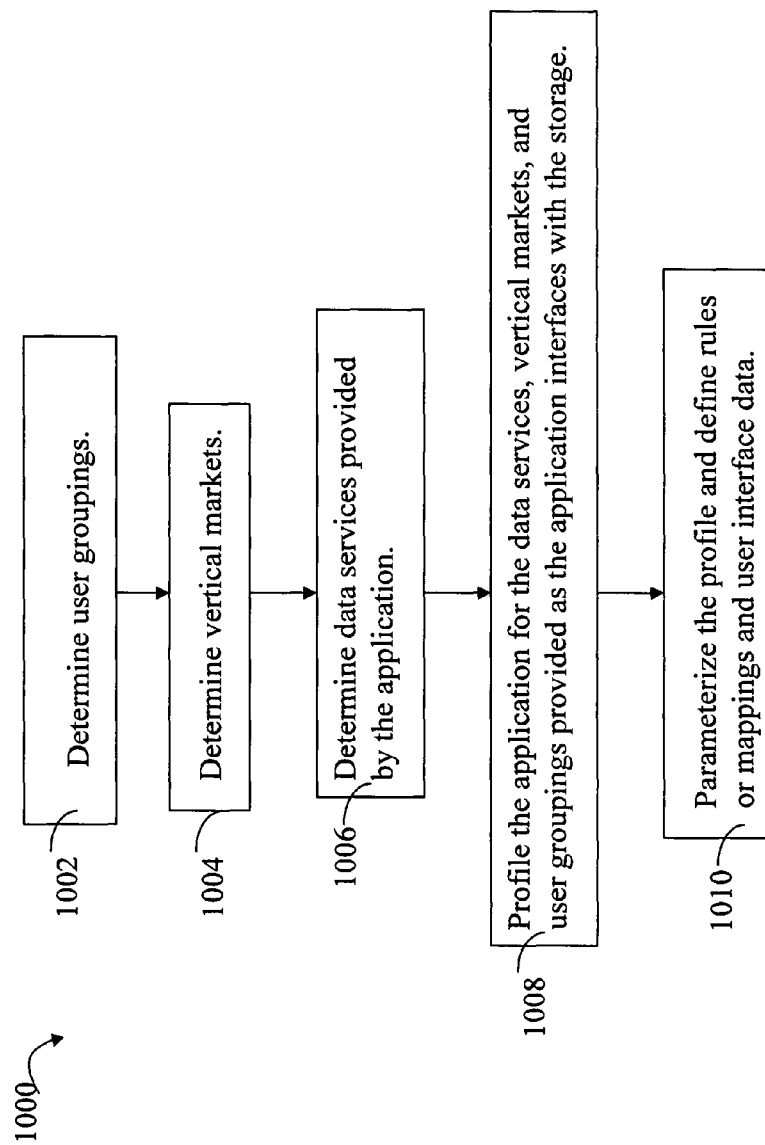 1000
1002
Determine user groupings.
1004
Determine vertical markets.
1006
Determine data services provided
by the application.
1008
Profile the application for the data services, vertical markets, and
user groupings provided as the application interfaces with the storage.
1010
Parameterize the profile and define rules
or mappings and user interface data.